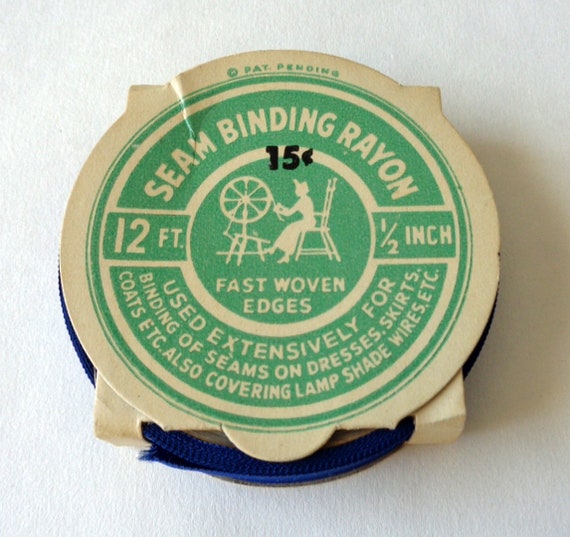 © PAT. PENDING
SEAM BINDING RAYON
15¢
12 FT.
½ INCH
FAST WOVEN
EDGES
USED EXTENSIVELY FOR
BINDING OF SEAMS ON DRESSES, SKIRTS,
COATS ETC. ALSO COVERING LAMP SHADE WIRES, ETC.